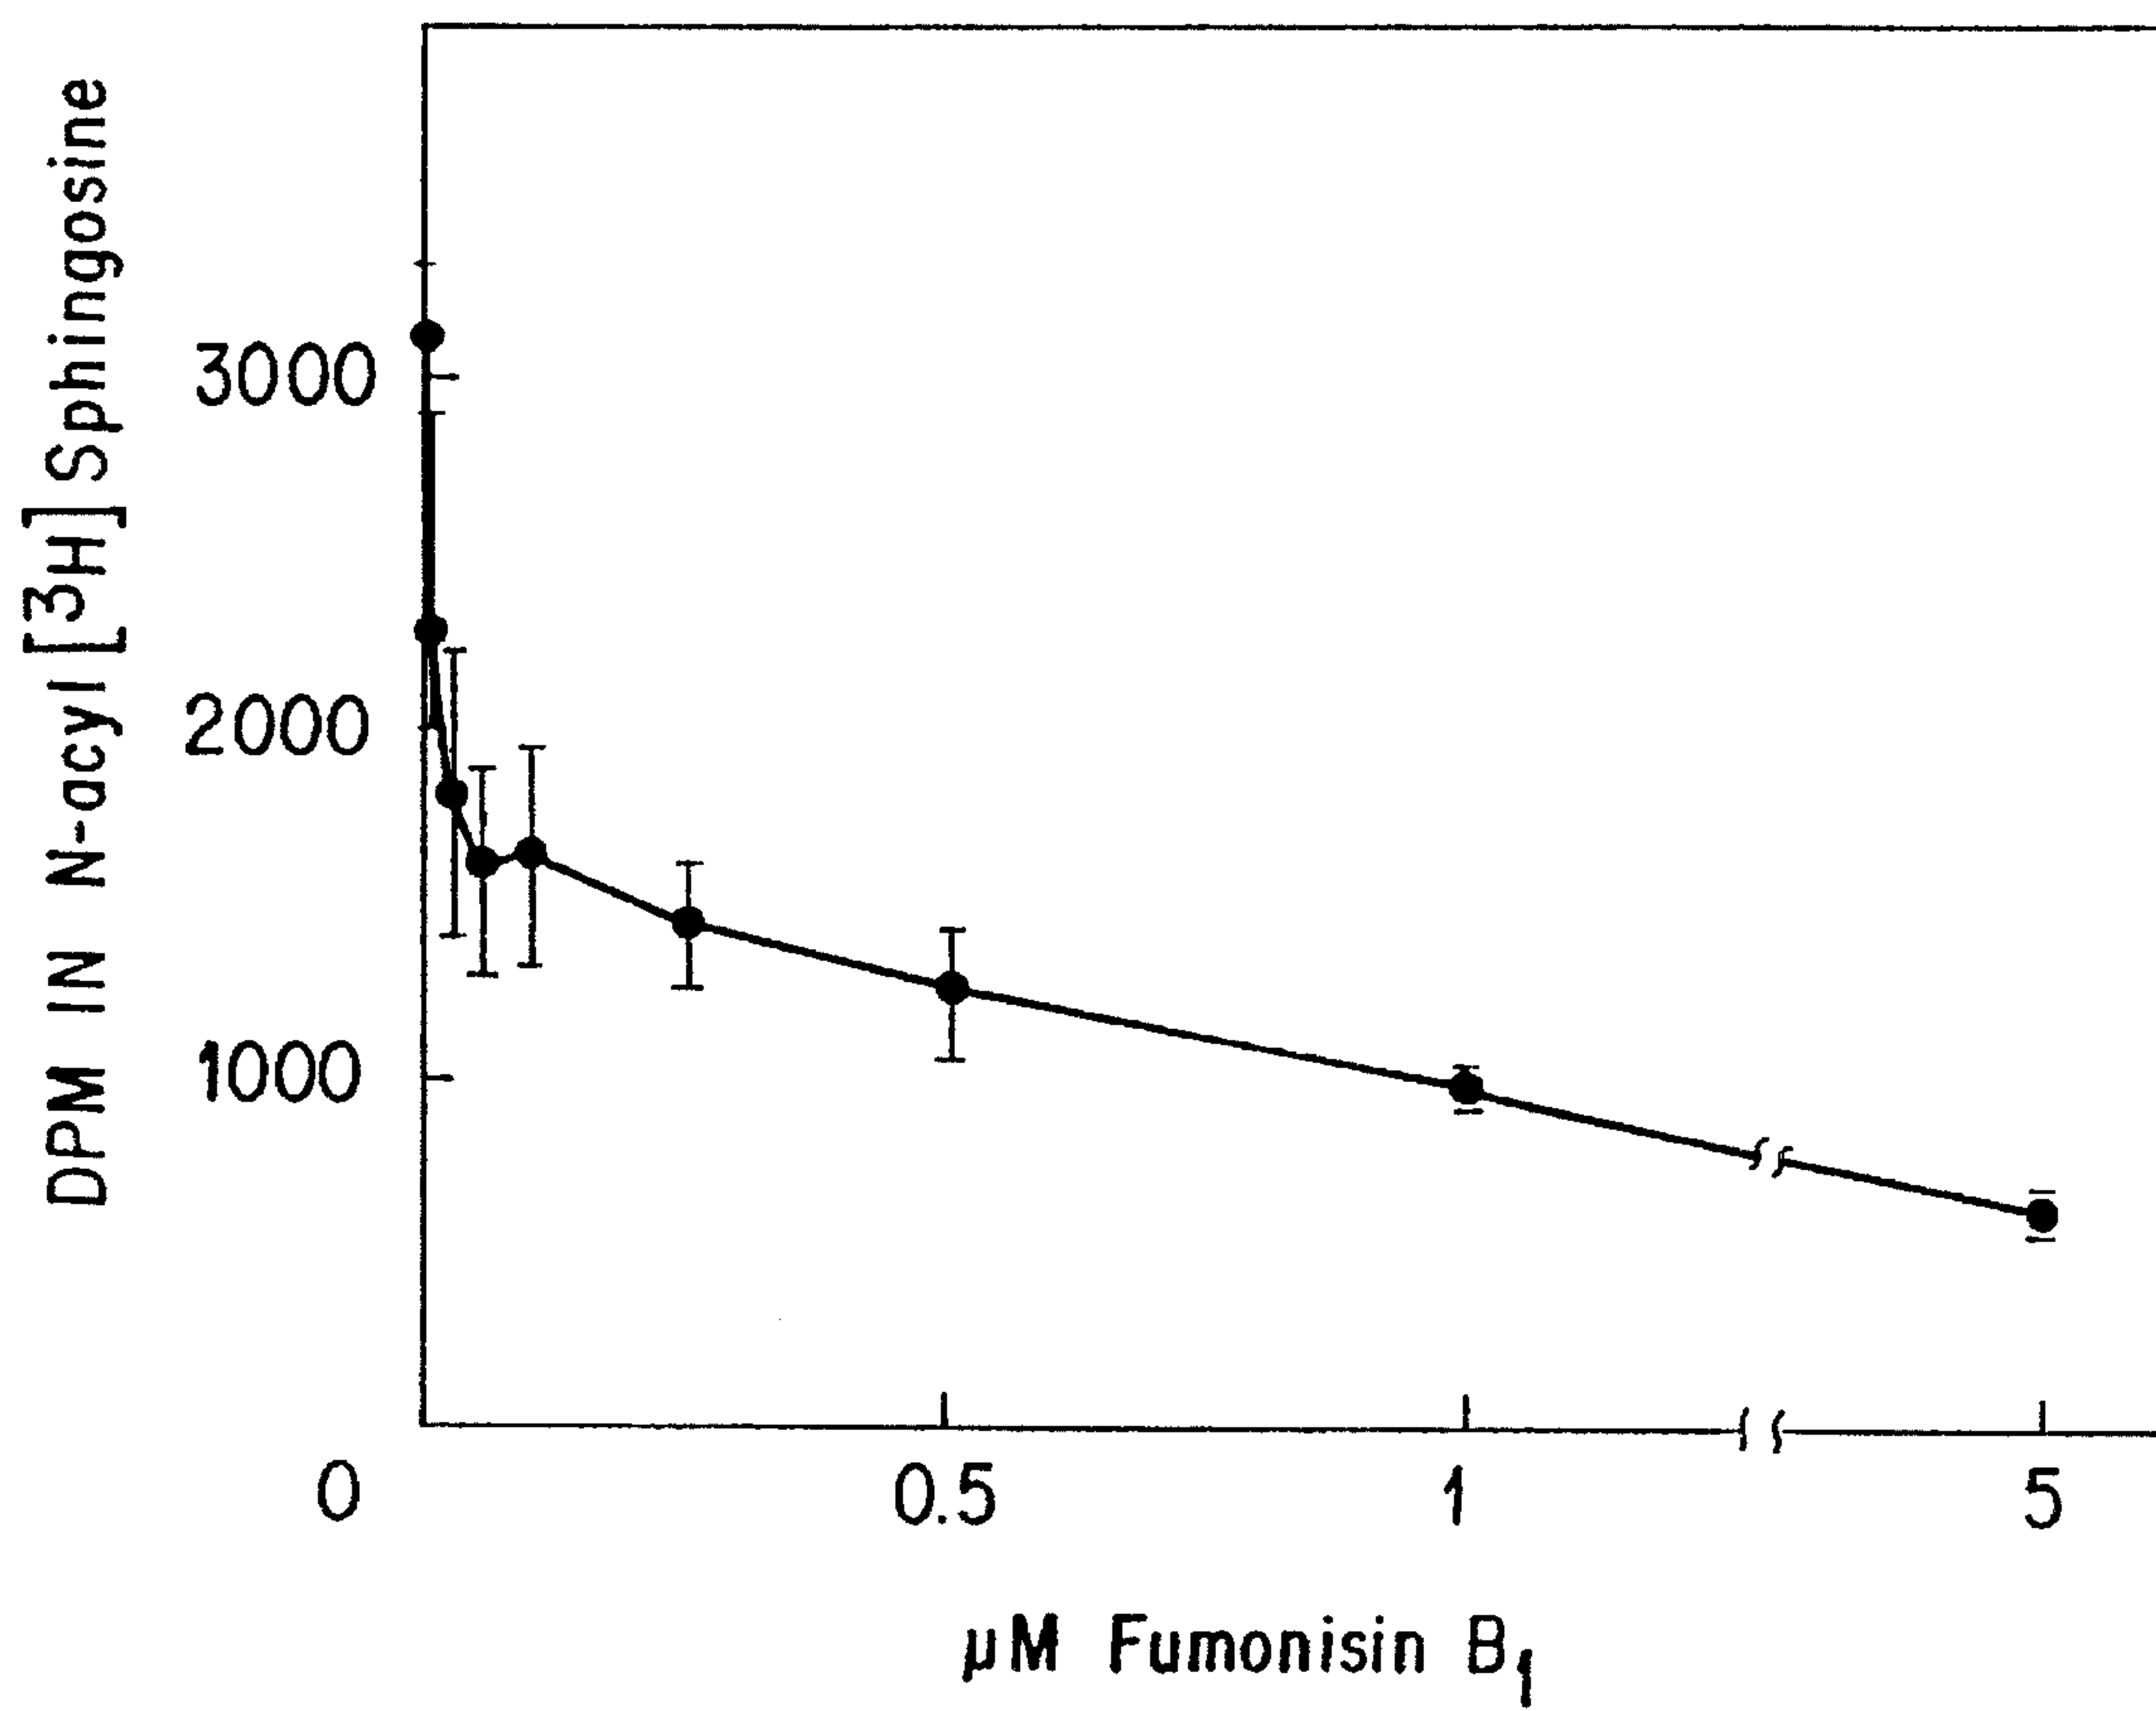 DPM IN N-acyl [³H] Sphingosine
3000
2000
1000
0 0.5 1 5
µM Fumonisin B₁